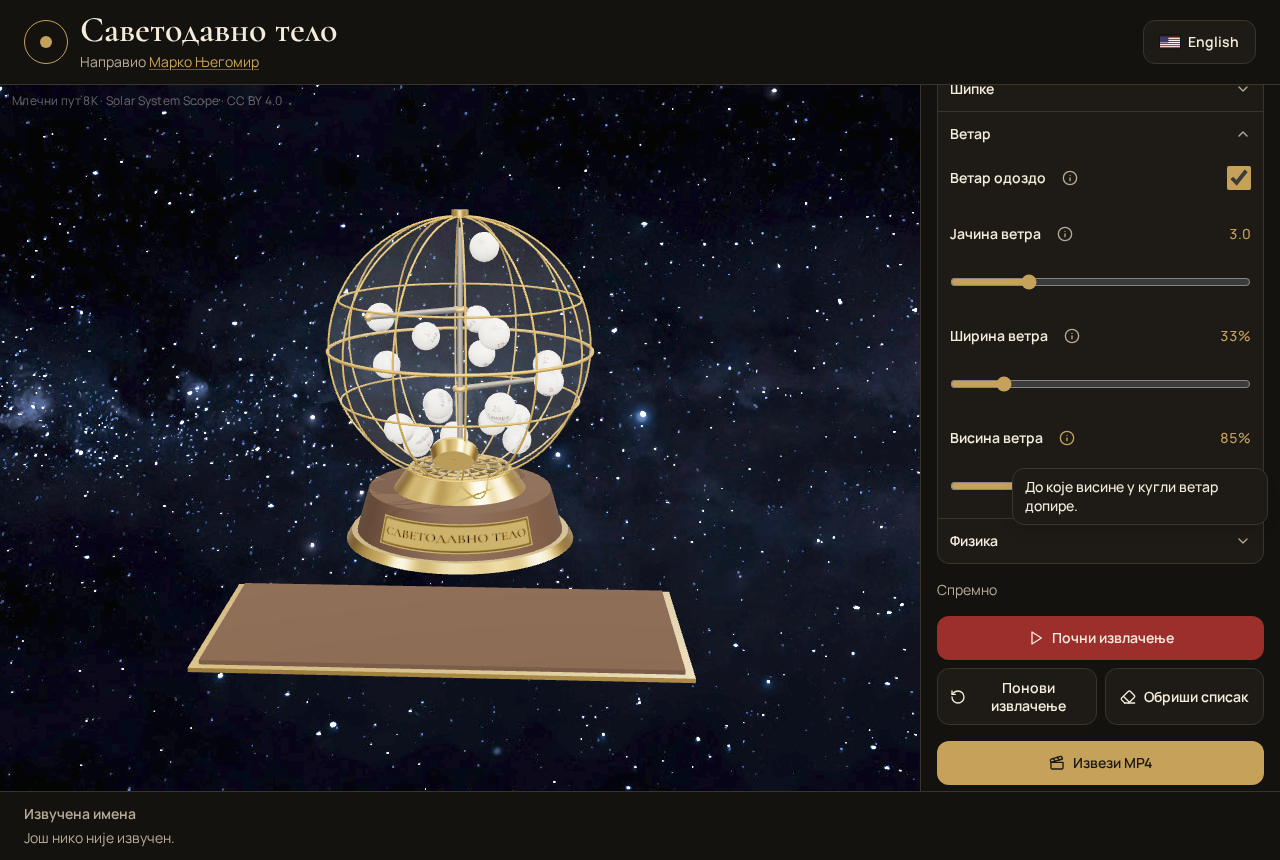 Саветодавно тело
Направио Марко Његомир
English
Млечни пут 8K · Solar System Scope · CC BY 4.0
САВЕТОДАВНО ТЕЛО
Шипке
Ветар
Ветар одоздо
Јачина ветра 3.0
Ширина ветра 33%
Висина ветра 85%
До које висине у кугли ветар
допире.
Физика
Спремно
Почни извлачење
Понови
извлачење
Обриши списак
Извези MP4
Извучена имена
Још нико није извучен.